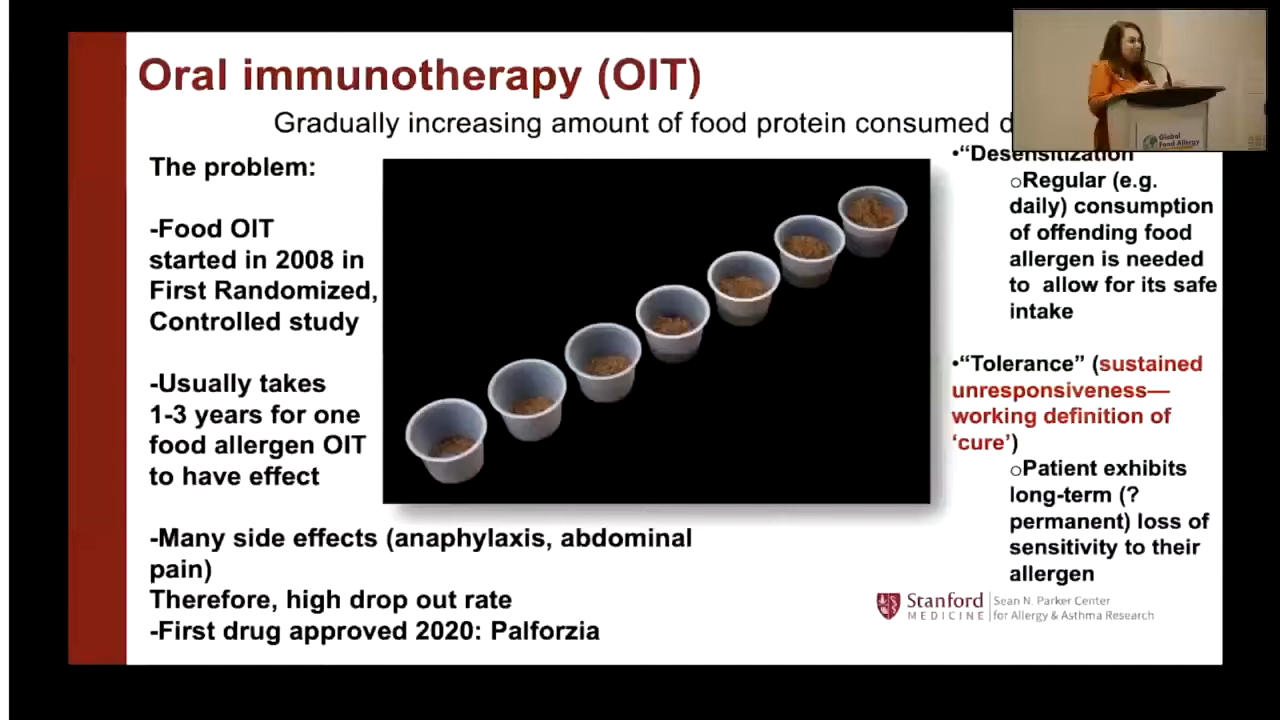 Oral immunotherapy (OIT)
Gradually increasing amount of food protein consumed
The problem:
-Food OIT
started in 2008 in
First Randomized,
Controlled study
-Usually takes
1-3 years for one
food allergen OIT
to have effect
-Many side effects (anaphylaxis, abdominal
pain)
Therefore, high drop out rate
-First drug approved 2020: Palforzia
•“Desensitization
oRegular (e.g.
daily) consumption
of offending food
allergen is needed
to allow for its safe
intake
•“Tolerance” (sustained
unresponsiveness—
working definition of
‘cure’)
oPatient exhibits
long-term (?
permanent) loss of
sensitivity to their
allergen
Stanford
MEDICINE
Sean N. Parker Center
for Allergy & Asthma Research
Global
Food Allergy